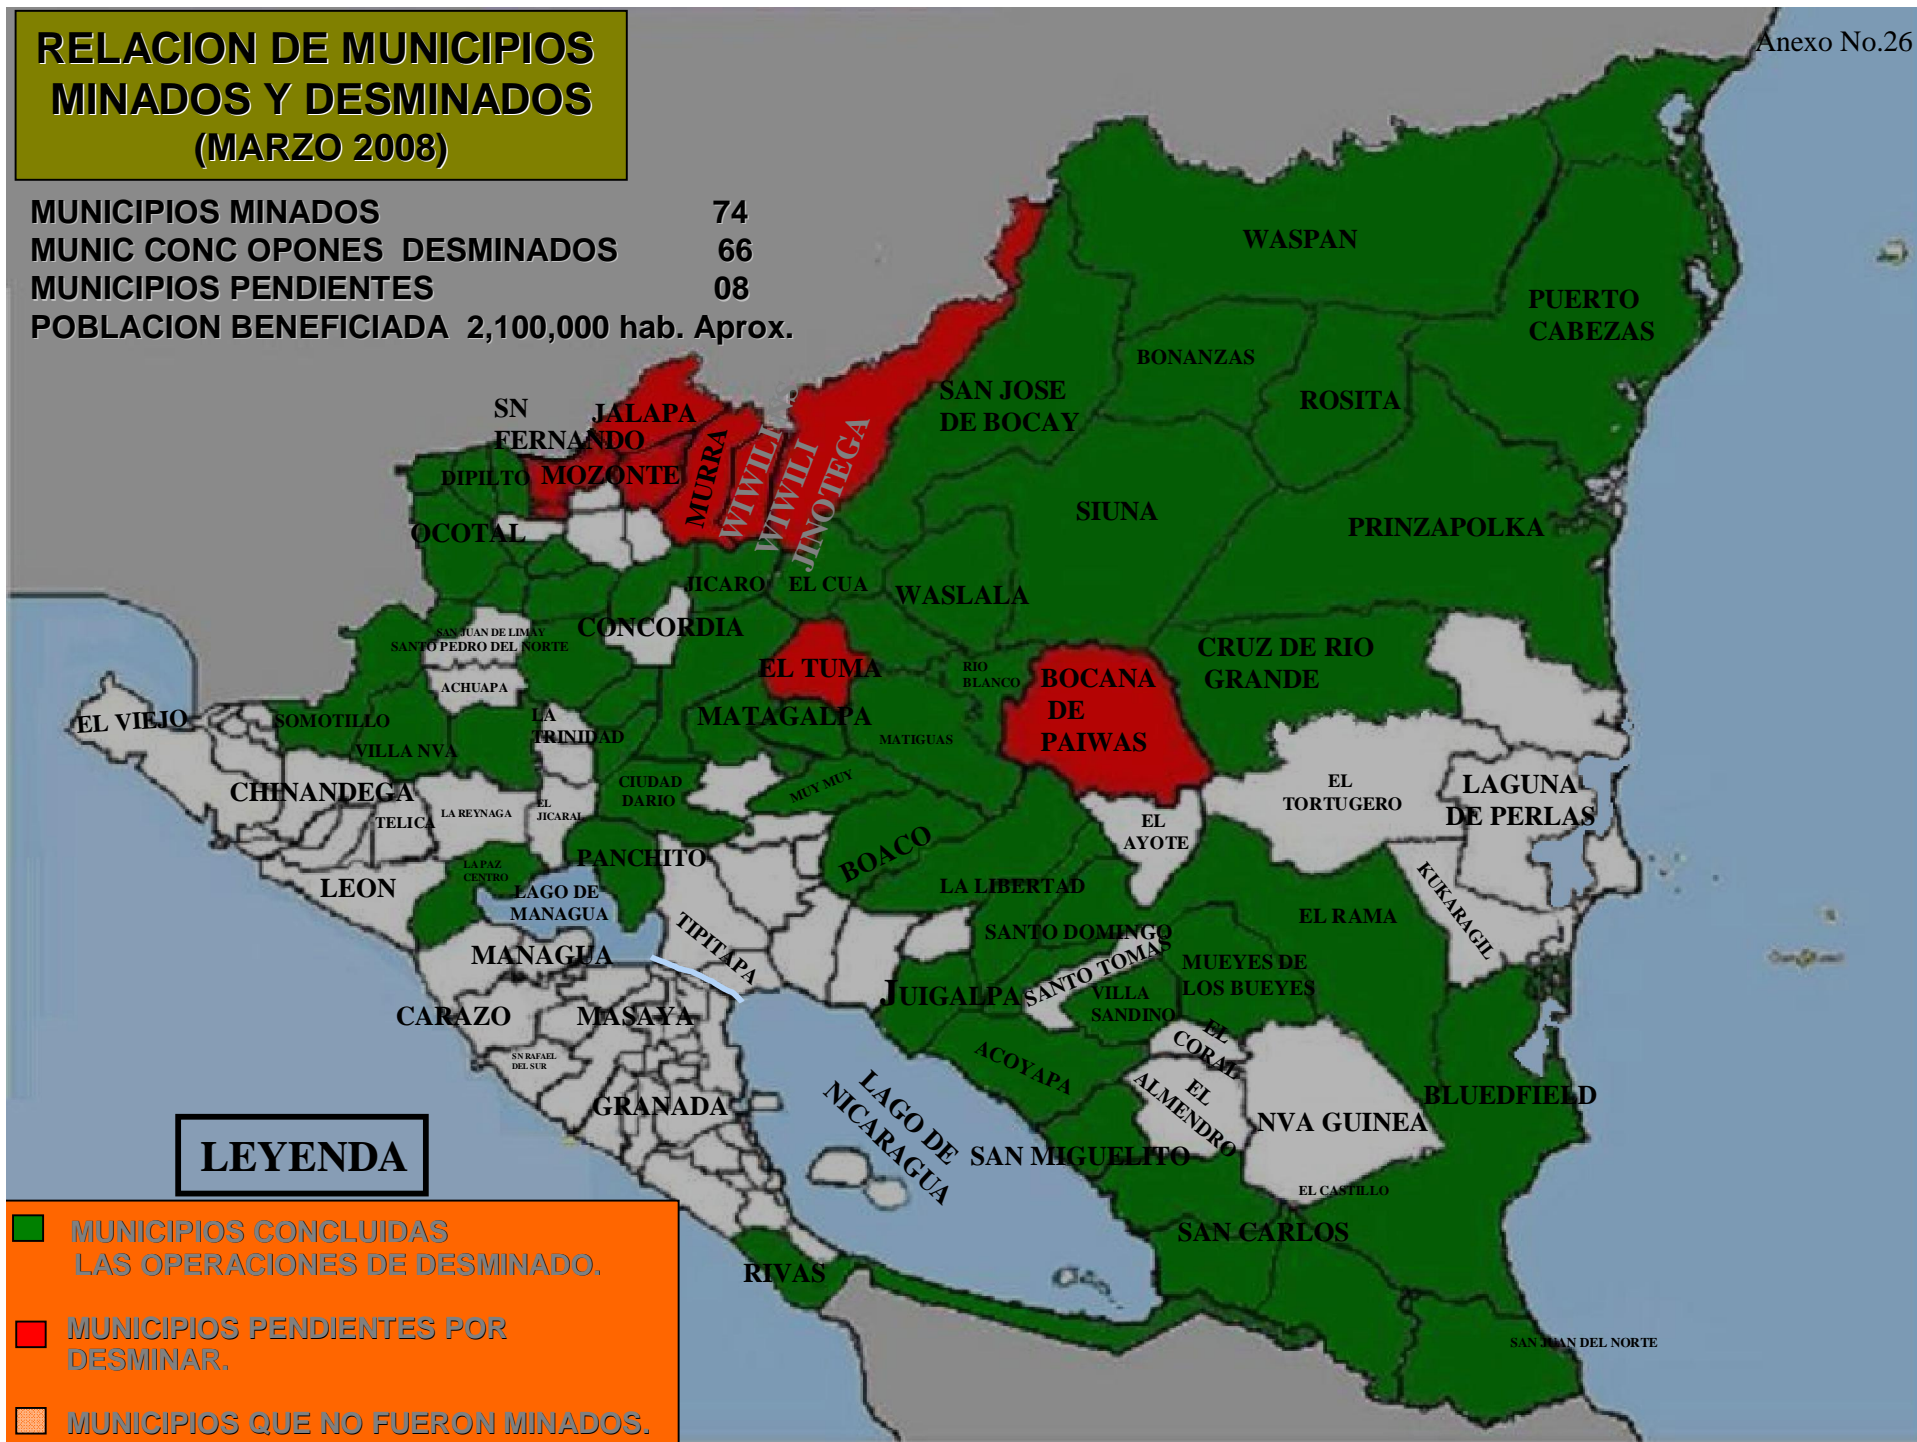 RELACION DE MUNICIPIOS
MINADOS Y DESMINADOS
(MARZO 2008)
Anexo No.26
MUNICIPIOS MINADOS 74
MUNIC CONC OPONES DESMINADOS 66
MUNICIPIOS PENDIENTES 08
POBLACION BENEFICIADA 2,100,000 hab. Aprox.
WASPAN
PUERTO
CABEZAS
BONANZAS
ROSITA
SAN JOSE
DE BOCAY
SN
FERNANDO
JALAPA
DIPILTO
MOZONTE
MURRA
WIWILI
WIWILI
JINOTEGA
OCOTAL
SIUNA
PRINZAPOLKA
JICARO
EL CUA
WASLALA
SAN JUAN DE LIMAY
SANTO PEDRO DEL NORTE
CONCORDIA
EL TUMA
RIO
BLANCO
BOCANA
DE
PAIWAS
CRUZ DE RIO
GRANDE
ACHUAPA
EL VIEJO
SOMOTILLO
VILLA NVA
LA
TRINIDAD
MATAGALPA
MATIGUAS
CHINANDEGA
TELICA
LA REYNAGA
EL
JICARAL
CIUDAD
DARIO
MUY MUY
EL
TORTUGERO
LAGUNA
DE PERLAS
EL
AYOTE
LEON
LA PAZ
CENTRO
PANCHITO
BOACO
LAGO DE
MANAGUA
LA LIBERTAD
EL RAMA
KUKARAGIL
MANAGUA
TIPITAPA
SANTO DOMINGO
SANTO TOMAS
MUEYES DE
LOS BUEYES
CARAZO
MASAYA
JUIGALPA
VILLA
SANDINO
SN RAFAEL
DEL SUR
EL
CORAL
ACOYAPA
EL
ALMENDRO
GRANADA
LAGO DE
NICARAGUA
BLUEDFIELD
NVA GUINEA
SAN MIGUELITO
EL CASTILLO
SAN CARLOS
RIVAS
SAN JUAN DEL NORTE
LEYENDA
MUNICIPIOS CONCLUIDAS
LAS OPERACIONES DE DESMINADO.
MUNICIPIOS PENDIENTES POR
DESMINAR.
MUNICIPIOS QUE NO FUERON MINADOS.